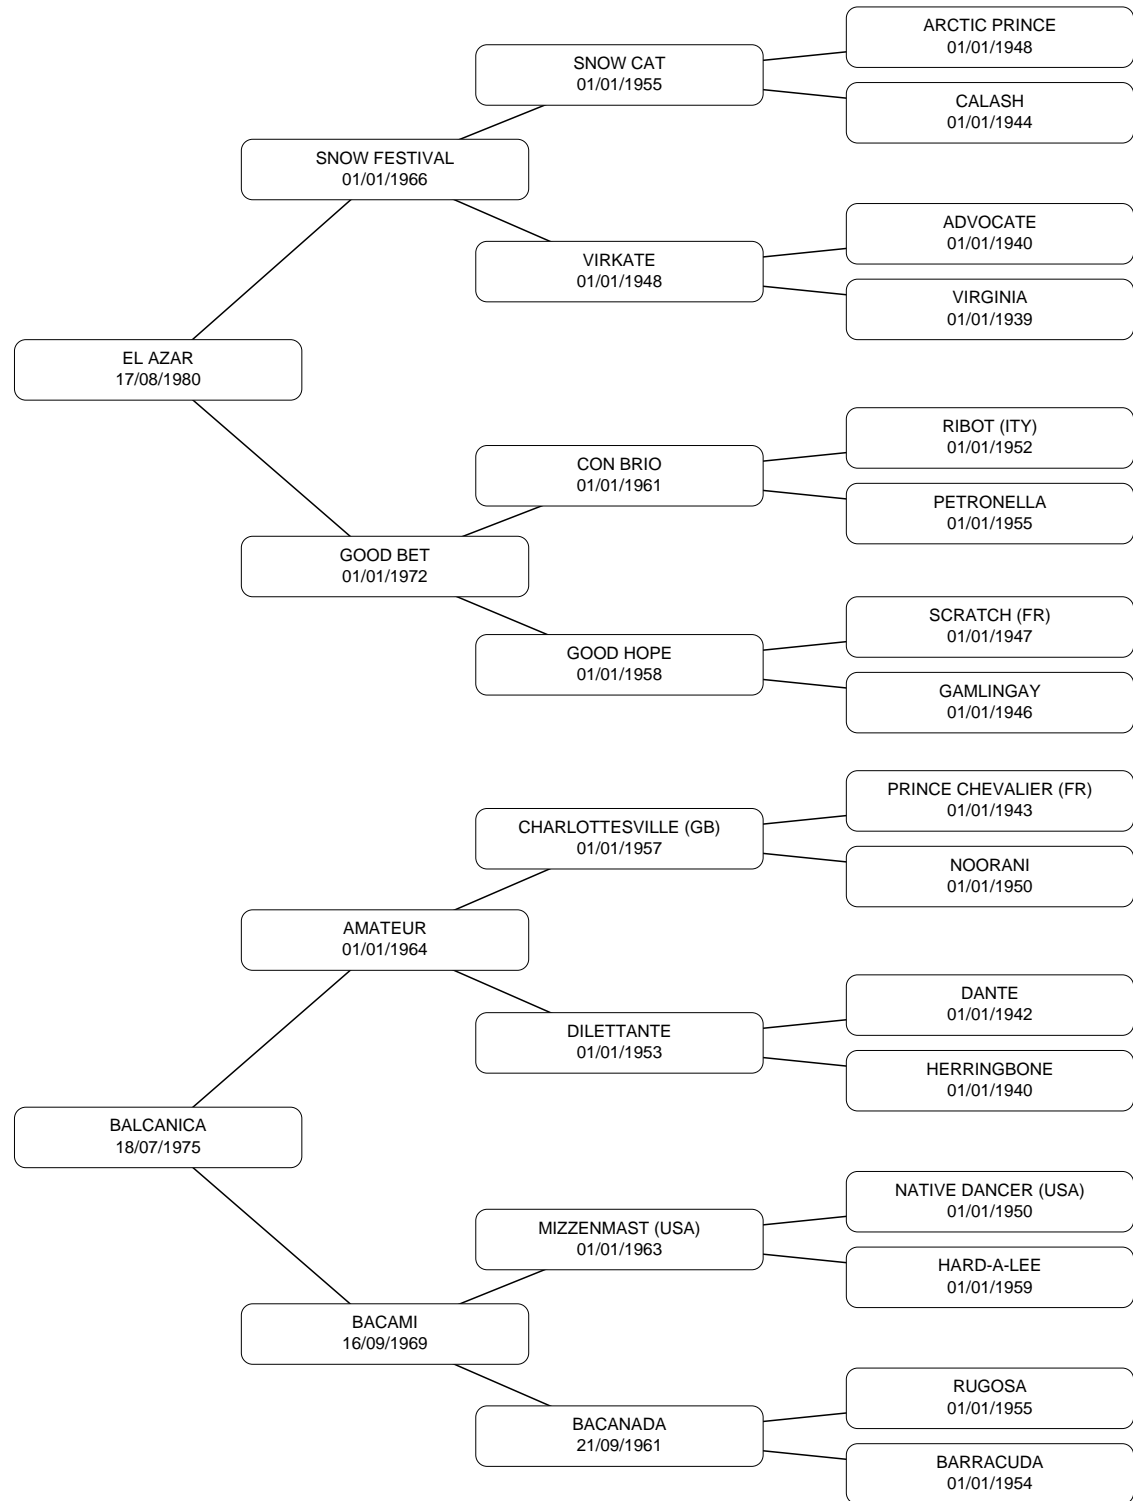 ARCTIC PRINCE
01/01/1948
SNOW CAT
01/01/1955
CALASH
01/01/1944
SNOW FESTIVAL
01/01/1966
ADVOCATE
01/01/1940
VIRKATE
01/01/1948
VIRGINIA
01/01/1939
EL AZAR
17/08/1980
RIBOT (ITY)
01/01/1952
CON BRIO
01/01/1961
PETRONELLA
01/01/1955
GOOD BET
01/01/1972
SCRATCH (FR)
01/01/1947
GOOD HOPE
01/01/1958
GAMLINGAY
01/01/1946
PRINCE CHEVALIER (FR)
01/01/1943
CHARLOTTESVILLE (GB)
01/01/1957
NOORANI
01/01/1950
AMATEUR
01/01/1964
DANTE
01/01/1942
DILETTANTE
01/01/1953
HERRINGBONE
01/01/1940
BALCANICA
18/07/1975
NATIVE DANCER (USA)
01/01/1950
MIZZENMAST (USA)
01/01/1963
HARD-A-LEE
01/01/1959
BACAMI
16/09/1969
RUGOSA
01/01/1955
BACANADA
21/09/1961
BARRACUDA
01/01/1954